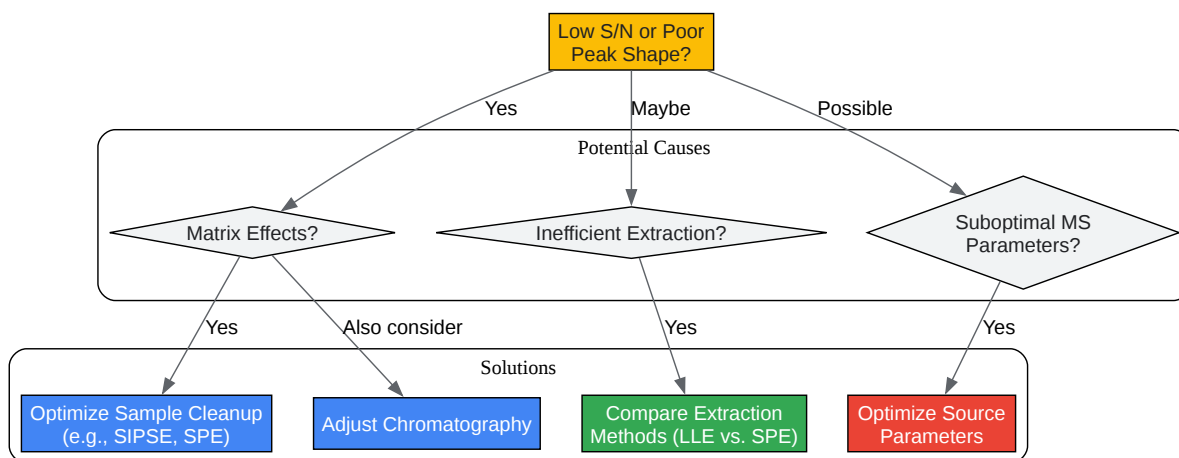 Low S/N or Poor
Peak Shape?
Yes
Maybe
Possible
Potential Causes
Matrix Effects?
Inefficient Extraction?
Suboptimal MS
Parameters?
Yes
Also consider
Yes
Yes
Solutions
Optimize Sample Cleanup
(e.g., SIPSE, SPE)
Adjust Chromatography
Compare Extraction
Methods (LLE vs. SPE)
Optimize Source
Parameters